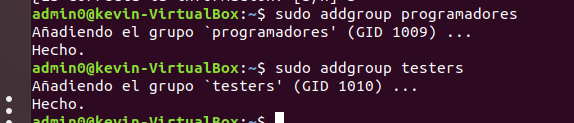 admin0@kevin-VirtualBox:~$ sudo addgroup programadores
Añadiendo el grupo `programadores' (GID 1009) ...
Hecho.
admin0@kevin-VirtualBox:~$ sudo addgroup testers
Añadiendo el grupo `testers' (GID 1010) ...
Hecho.
admin0@kevin-VirtualBox:~$